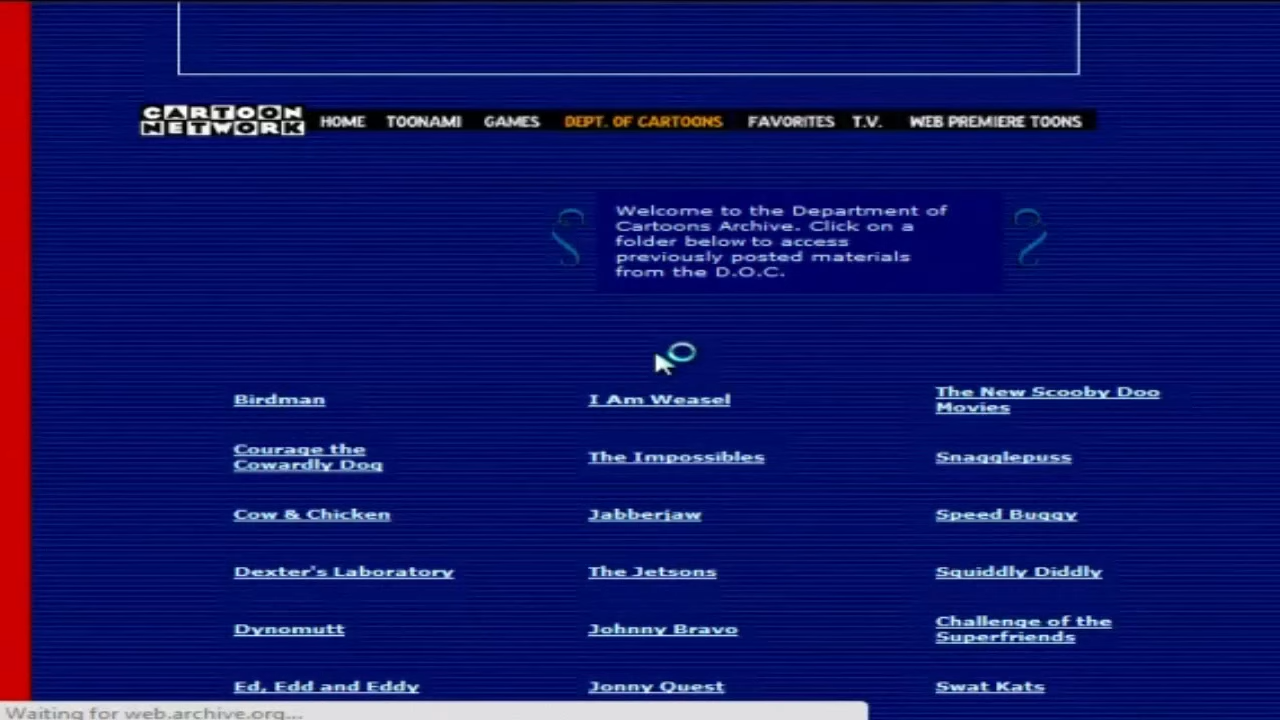 CARTOON NETWORK HOME TOONAMI GAMES DEPT. OF CARTOONS FAVORITES T.V. WEB PREMIERE TOONS
Welcome to the Department of
Cartoons Archive. Click on a
folder below to access
previously posted materials
from the D.O.C.
Birdman
I Am Weasel
The New Scooby Doo
Movies
Courage the
Cowardly Dog
The Impossibles
Snagglepuss
Cow & Chicken
Jabberjaw
Speed Buggy
Dexter's Laboratory
The Jetsons
Squiddly Diddly
Dynomutt
Johnny Bravo
Challenge of the
Superfriends
Ed, Edd and Eddy
Jonny Quest
Swat Kats
Waiting for web.archive.org...